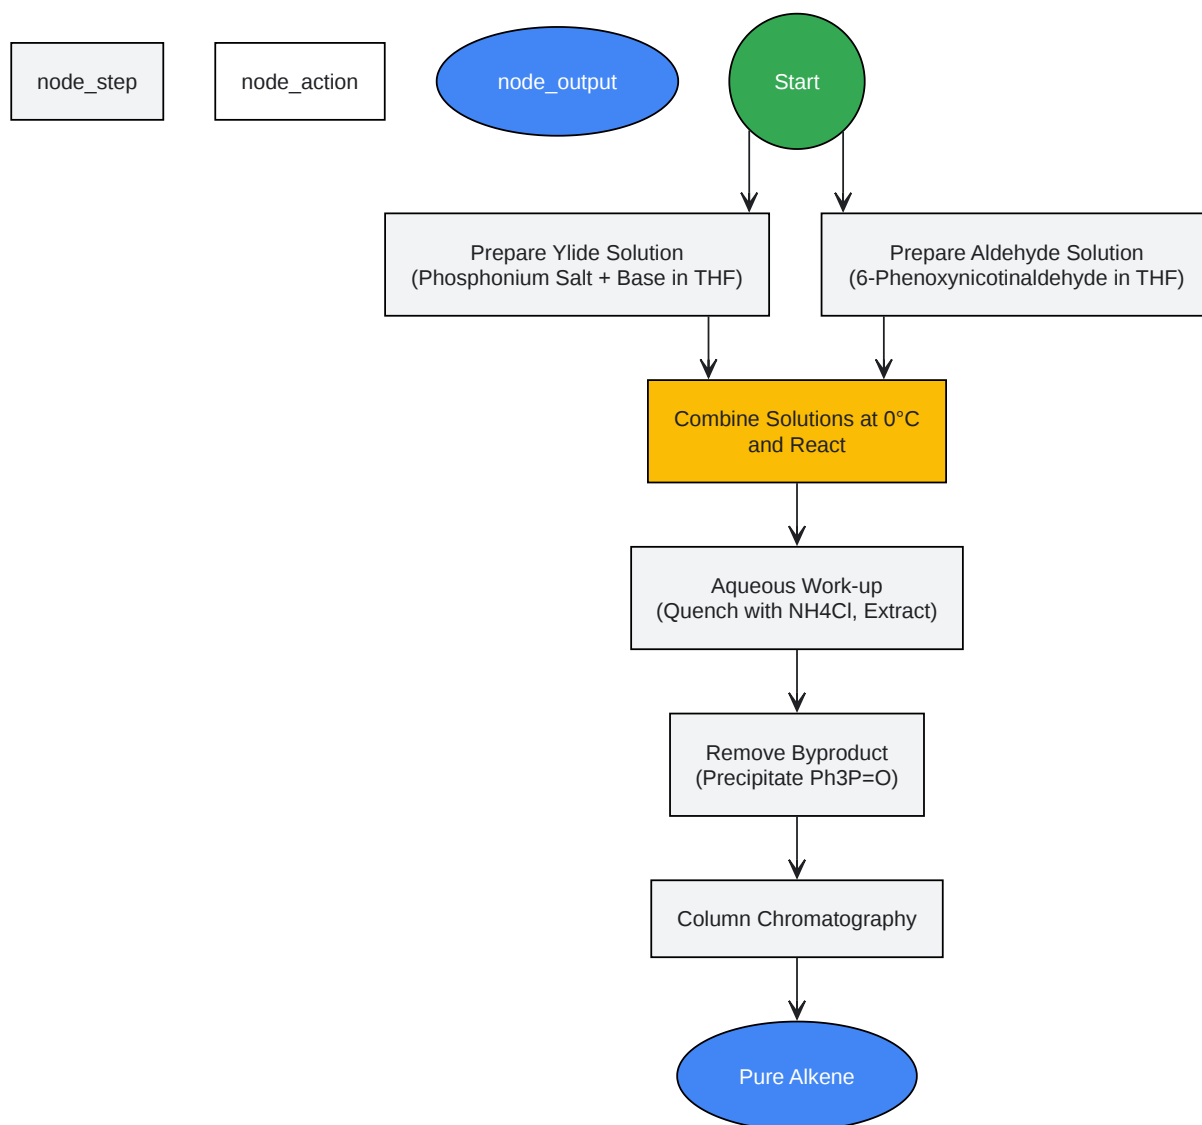 node_step
node_action
node_output
Start
Prepare Ylide Solution
(Phosphonium Salt + Base in THF)
Prepare Aldehyde Solution
(6-Phenoxynicotinaldehyde in THF)
Combine Solutions at 0°C
and React
Aqueous Work-up
(Quench with NH4Cl, Extract)
Remove Byproduct
(Precipitate Ph3P=O)
Column Chromatography
Pure Alkene